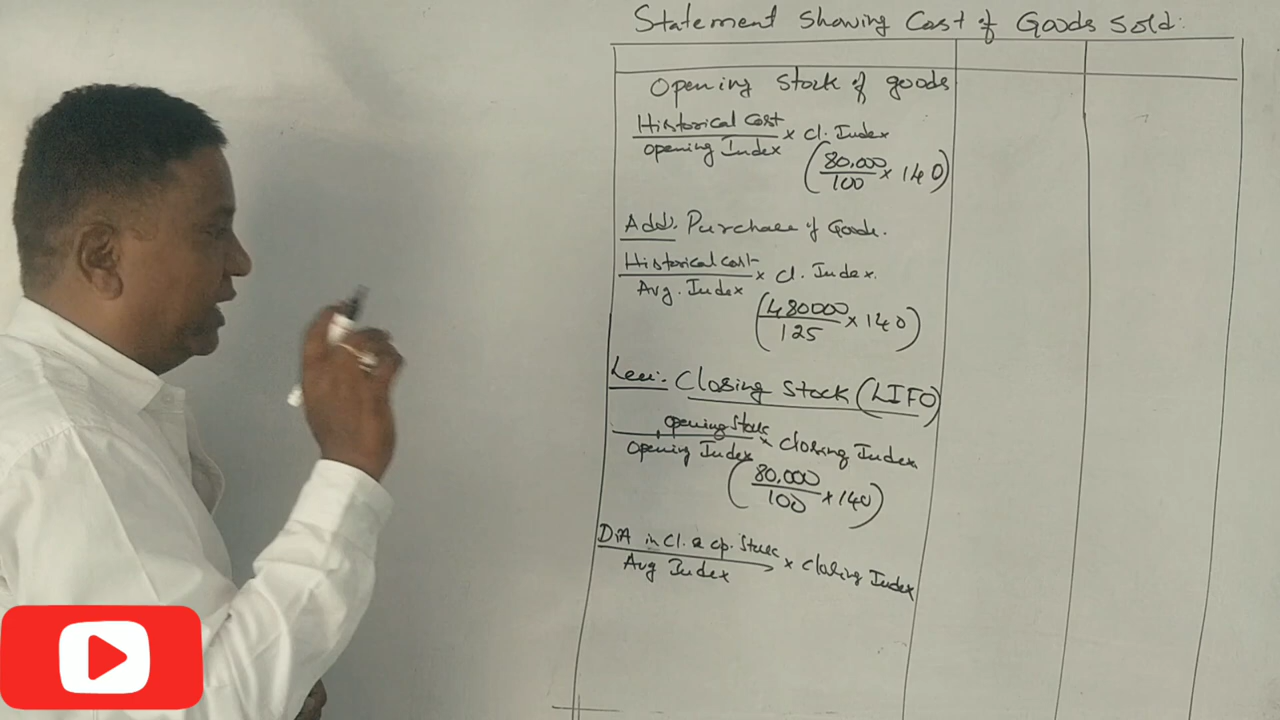 Statement Showing Cost of Goods Sold:
Opening Stock of goods
Historical Cost
Opening Index × Cl. Index
(80,000
100 × 140)
Add: Purchase of Goods.
Historical Cost
Avg. Index × Cl. Index.
(480000
125 × 140)
Less: Closing Stock (LIFO)
Opening Stock
Opening Index × Closing Index
(80,000
100 × 140)
Diff in Cl. & Op. Stock
Avg Index × Closing Index